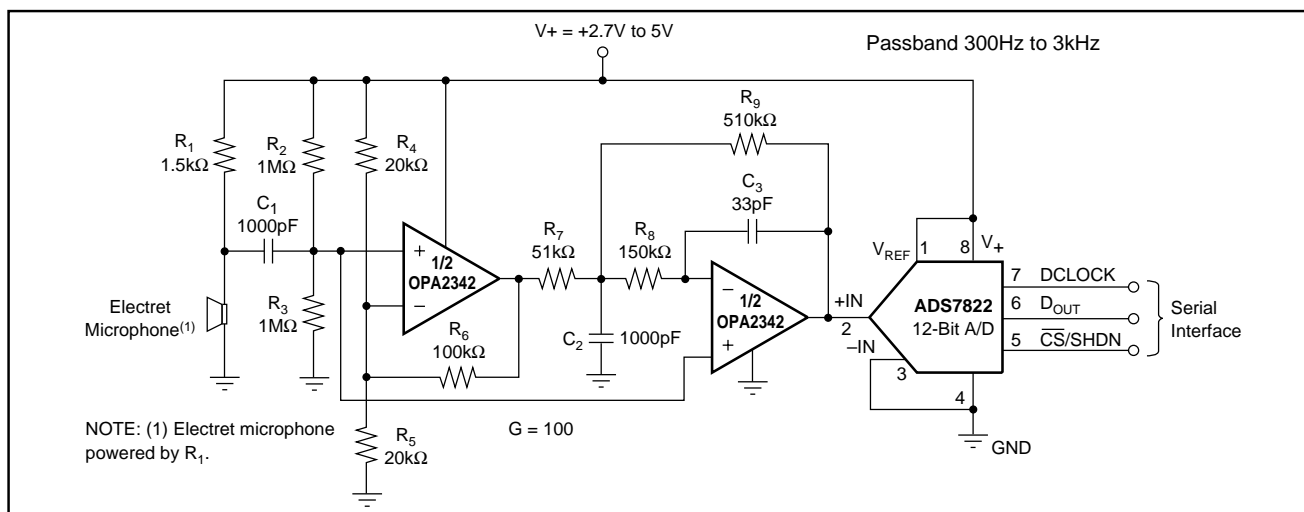 V+ = +2.7V to 5V
Passband 300Hz to 3kHz
R1
1.5kΩ
R2
1MΩ
R4
20kΩ
R9
510kΩ
C3
33pF
C1
1000pF
R7
51kΩ
R8
150kΩ
+
1/2
OPA2342
–
–
1/2
OPA2342
+
VREF
1
8
V+
7
DCLOCK
ADS7822
12-Bit A/D
6
DOUT
5
CS/SHDN
Serial
Interface
+IN
2
–IN
3
4
GND
Electret
Microphone(1)
R3
1MΩ
R6
100kΩ
C2
1000pF
G = 100
R5
20kΩ
NOTE: (1) Electret microphone
powered by R1.